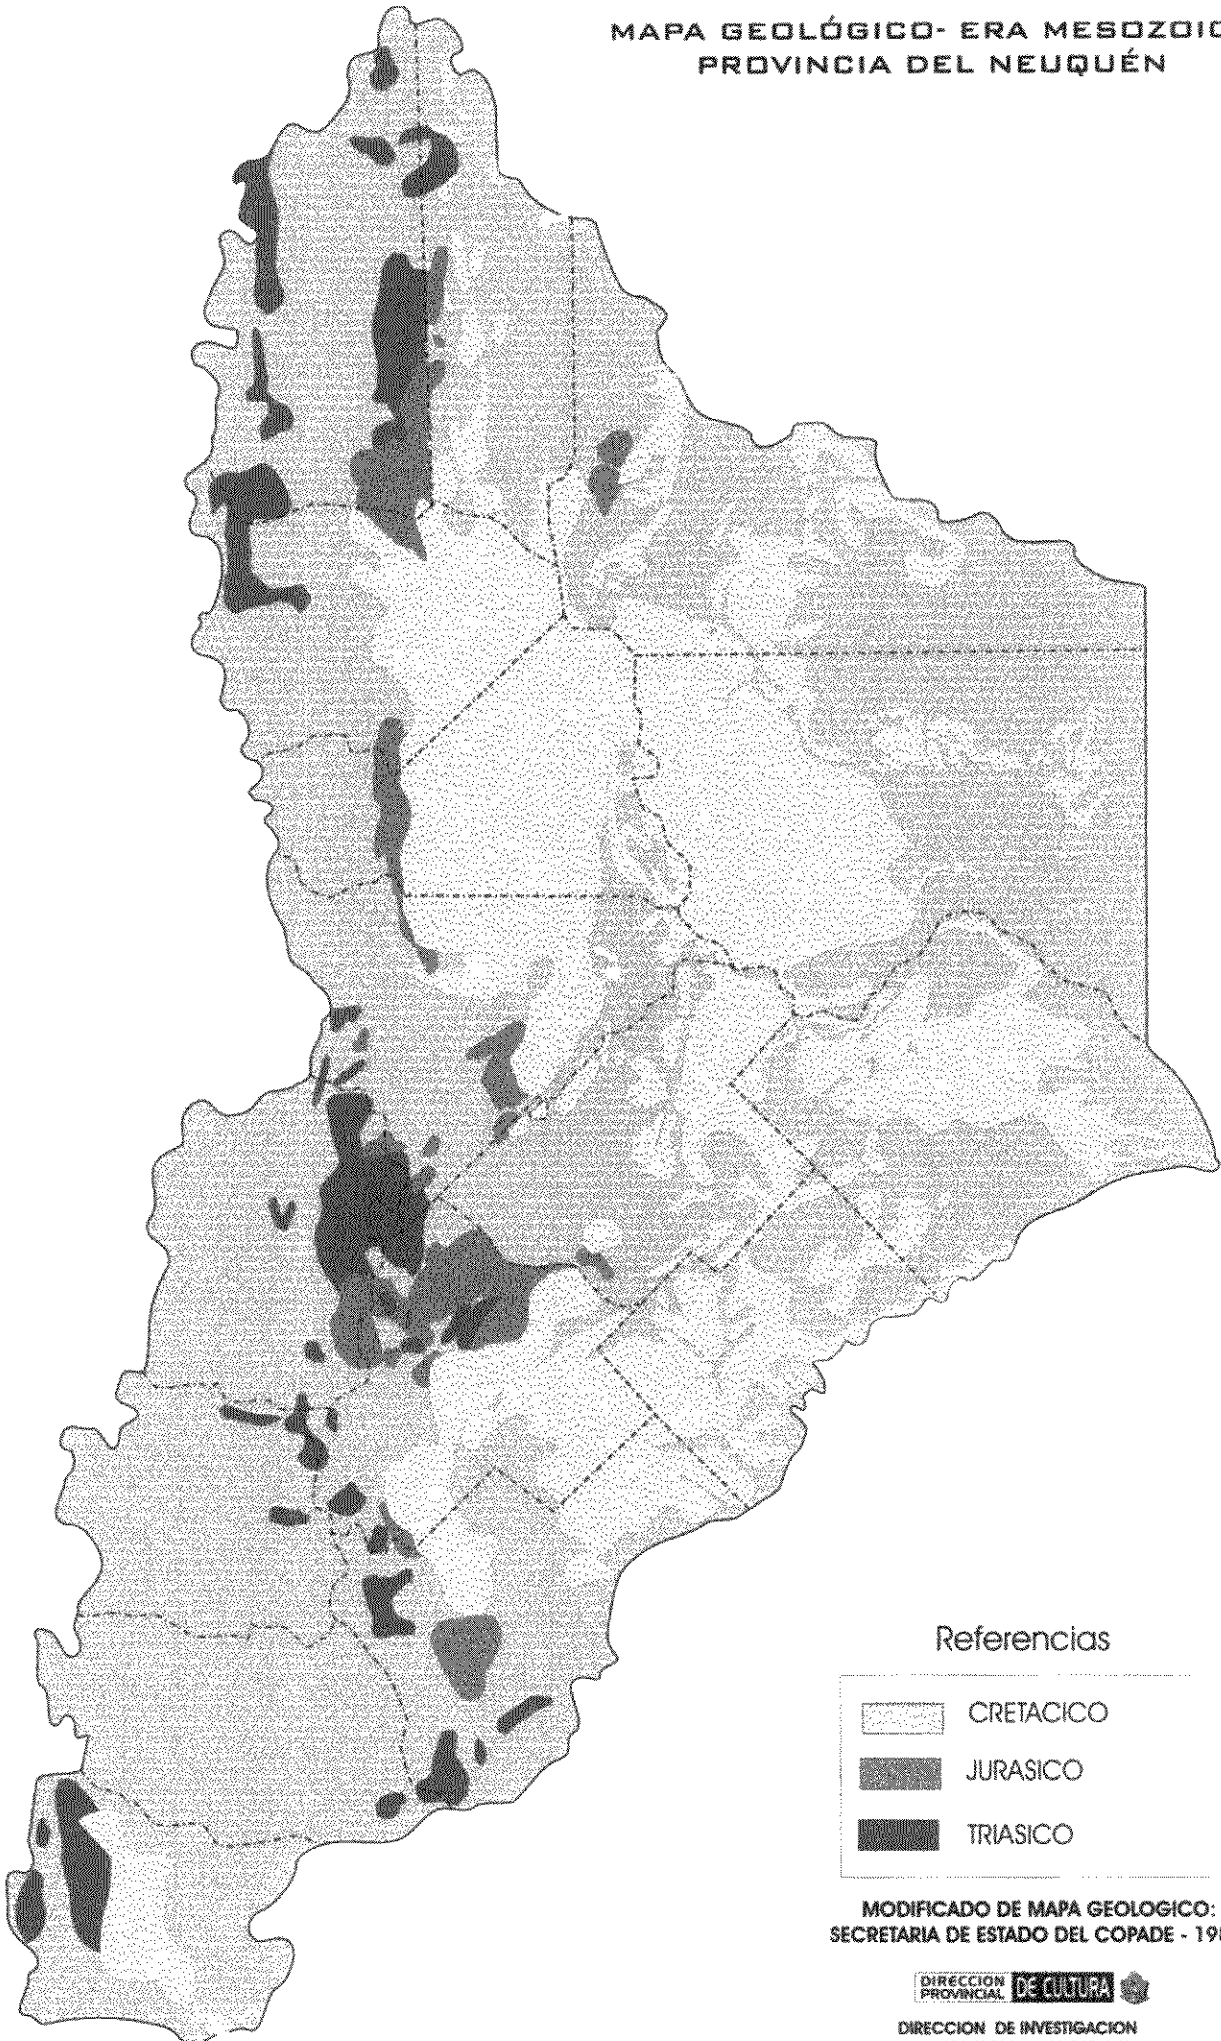 MAPA GEOLÓGICO- ERA MESOZOIC
PROVINCIA DEL NEUQUÉN
Referencias
CRETACICO
JURASICO
TRIASICO
MODIFICADO DE MAPA GEOLOGICO:
SECRETARIA DE ESTADO DEL COPADE - 198
DIRECCION
PROVINCIAL DE CULTURA
DIRECCION DE INVESTIGACION